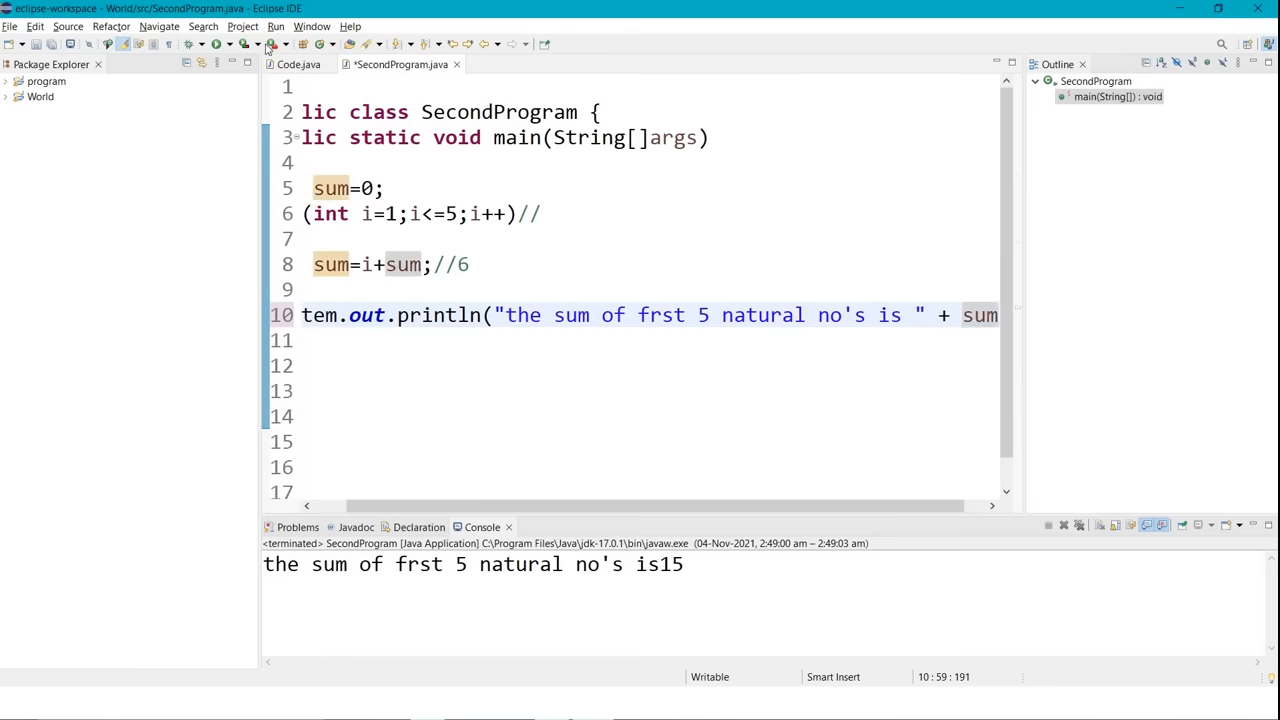 eclipse-workspace - World/src/SecondProgram.java - Eclipse IDE
File Edit Source Refactor Navigate Search Project Run Window Help
Package Explorer
program
World
Code.java *SecondProgram.java
1
2 lic class SecondProgram {
3 lic static void main(String[]args)
4
5 sum=0;
6 (int i=1;i<=5;i++)//
7
8 sum=i+sum;//6
9
10 tem.out.println("the sum of frst 5 natural no's is " + sum
11
12
13
14
15
16
17
Outline
SecondProgram
main(String[]) : void
Problems Javadoc Declaration Console
<terminated> SecondProgram [Java Application] C:\Program Files\Java\jdk-17.0.1\bin\javaw.exe (04-Nov-2021, 2:49:00 am – 2:49:03 am)
the sum of frst 5 natural no's is15
Writable Smart Insert 10 : 59 : 191